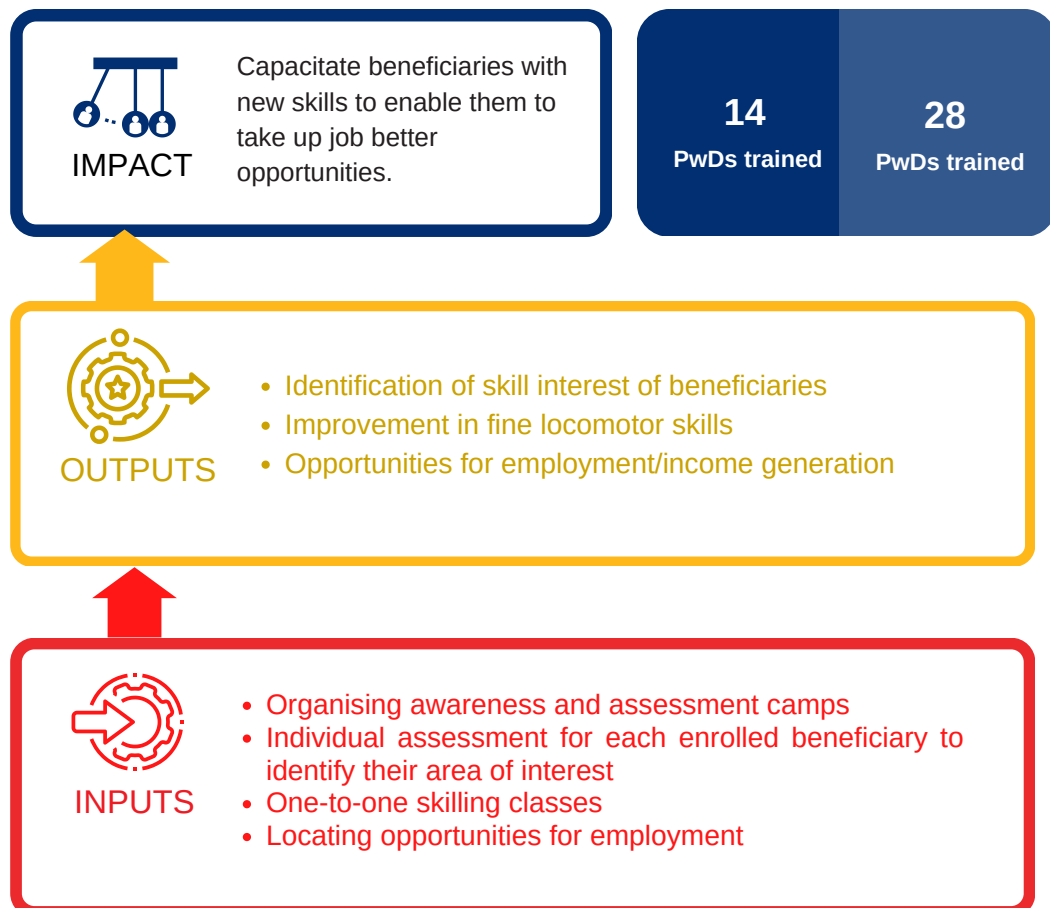 Capacitate beneficiaries with
new skills to enable them to
take up job better
opportunities.
IMPACT
14
PwDs trained
28
PwDs trained
• Identification of skill interest of beneficiaries
• Improvement in fine locomotor skills
• Opportunities for employment/income generation
OUTPUTS
• Organising awareness and assessment camps
• Individual assessment for each enrolled beneficiary to
identify their area of interest
• One-to-one skilling classes
• Locating opportunities for employment
INPUTS